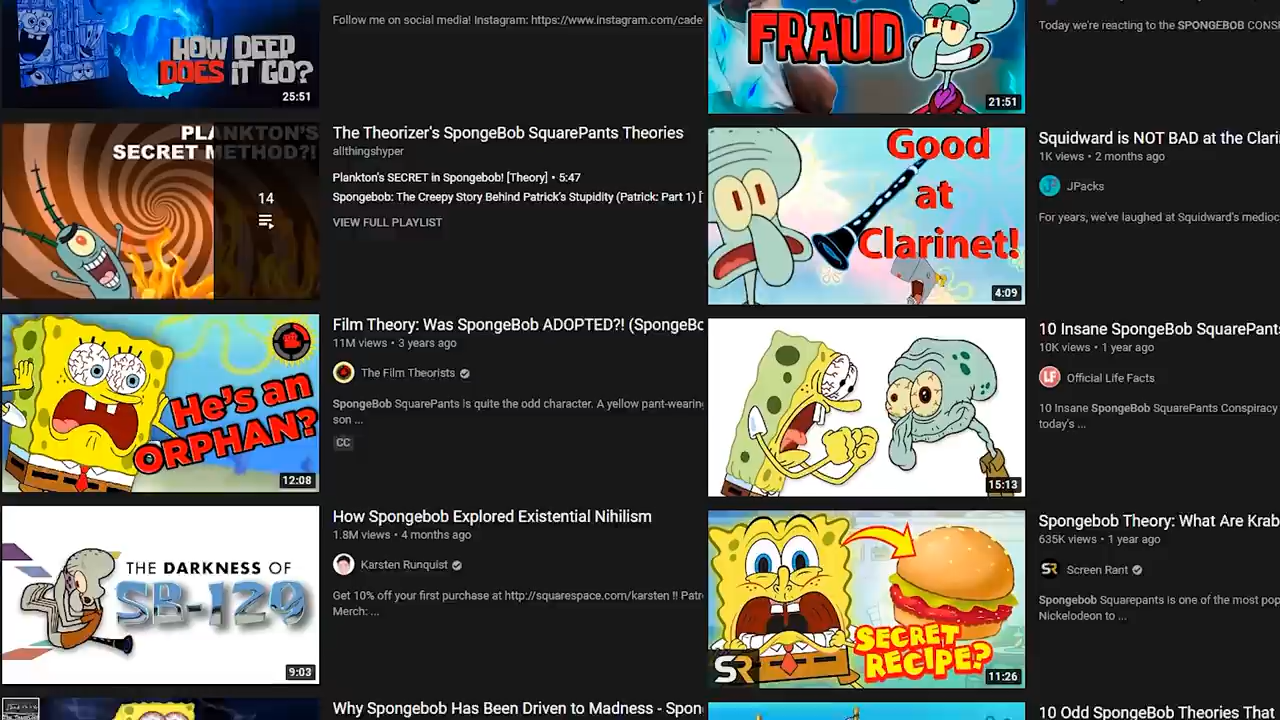 HOW DEEP
DOES IT GO?
25:51
Follow me on social media! Instagram: https://www.instagram.com/cade
PLANKTON'S
SECRET METHOD?!
14
The Theorizer's SpongeBob SquarePants Theories
allthingshyper
Plankton's SECRET in Spongebob! [Theory] • 5:47
Spongebob: The Creepy Story Behind Patrick's Stupidity (Patrick: Part 1) [
VIEW FULL PLAYLIST
He's an
ORPHAN?
12:08
Film Theory: Was SpongeBob ADOPTED?! (SpongeBo
11M views • 3 years ago
The Film Theorists
SpongeBob SquarePants is quite the odd character. A yellow pant-wearing
son ...
CC
THE DARKNESS OF
SB-129
9:03
How Spongebob Explored Existential Nihilism
1.8M views • 4 months ago
Karsten Runquist
Get 10% off your first purchase at http://squarespace.com/karsten !! Patr
Merch: ...
Why Spongebob Has Been Driven to Madness - Spon
FRAUD
21:51
Today we're reacting to the SPONGEBOB CONS
Good
at
Clarinet!
4:09
Squidward is NOT BAD at the Clari
1K views • 2 months ago
JP
JPacks
For years, we've laughed at Squidward's medioc
15:13
10 Insane SpongeBob SquarePants
10K views • 1 year ago
LF
Official Life Facts
10 Insane SpongeBob SquarePants Conspiracy
today's ...
SECRET
RECIPE?
SR
11:26
Spongebob Theory: What Are Krab
635K views • 1 year ago
SR
Screen Rant
Spongebob Squarepants is one of the most pop
Nickelodeon to ...
10 Odd SpongeBob Theories That